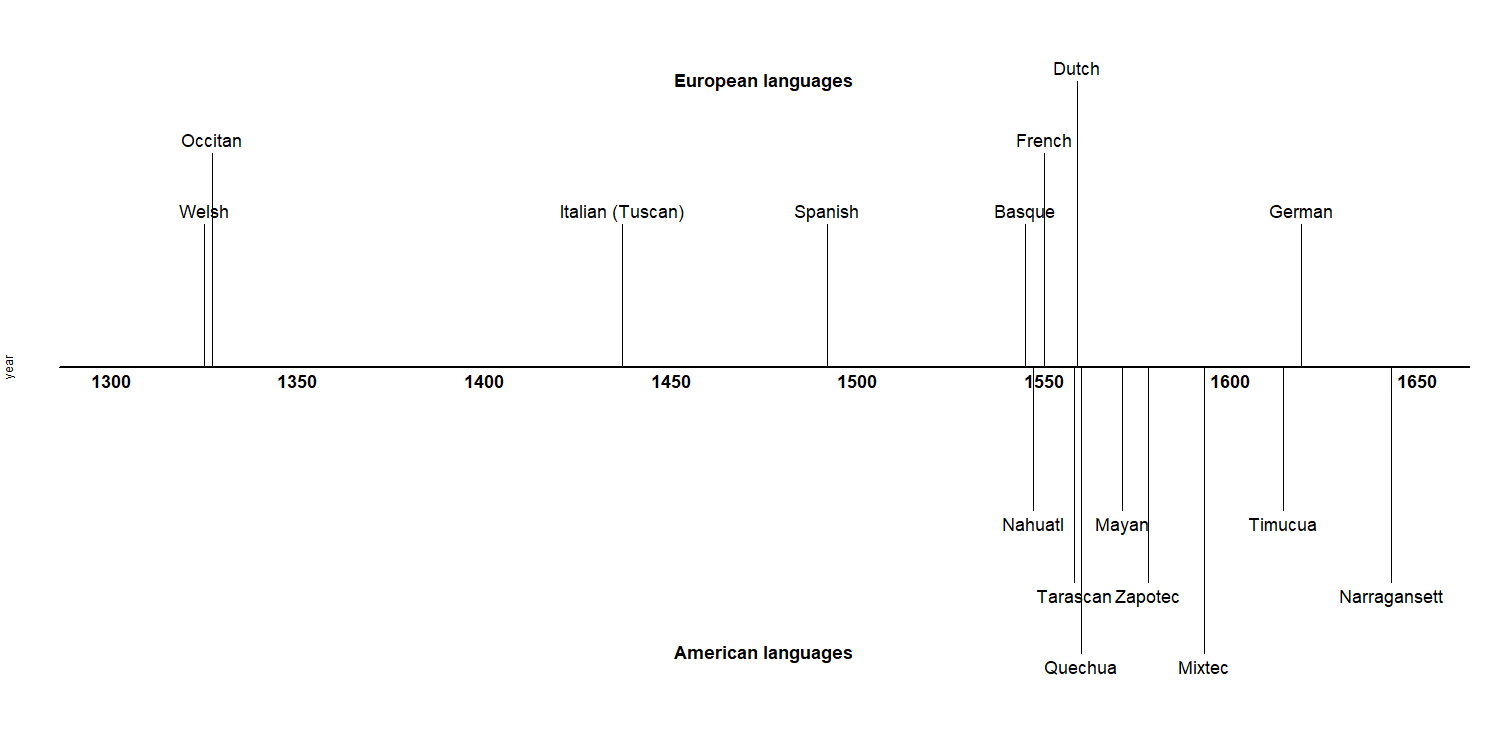 Dutch
European languages
Occitan
French
Welsh
Italian (Tuscan)
Spanish
Basque
German
year
1300
1350
1400
1450
1500
1550
1600
1650
Nahuatl
Mayan
Timucua
Tarascan
Zapotec
Narragansett
American languages
Quechua
Mixtec